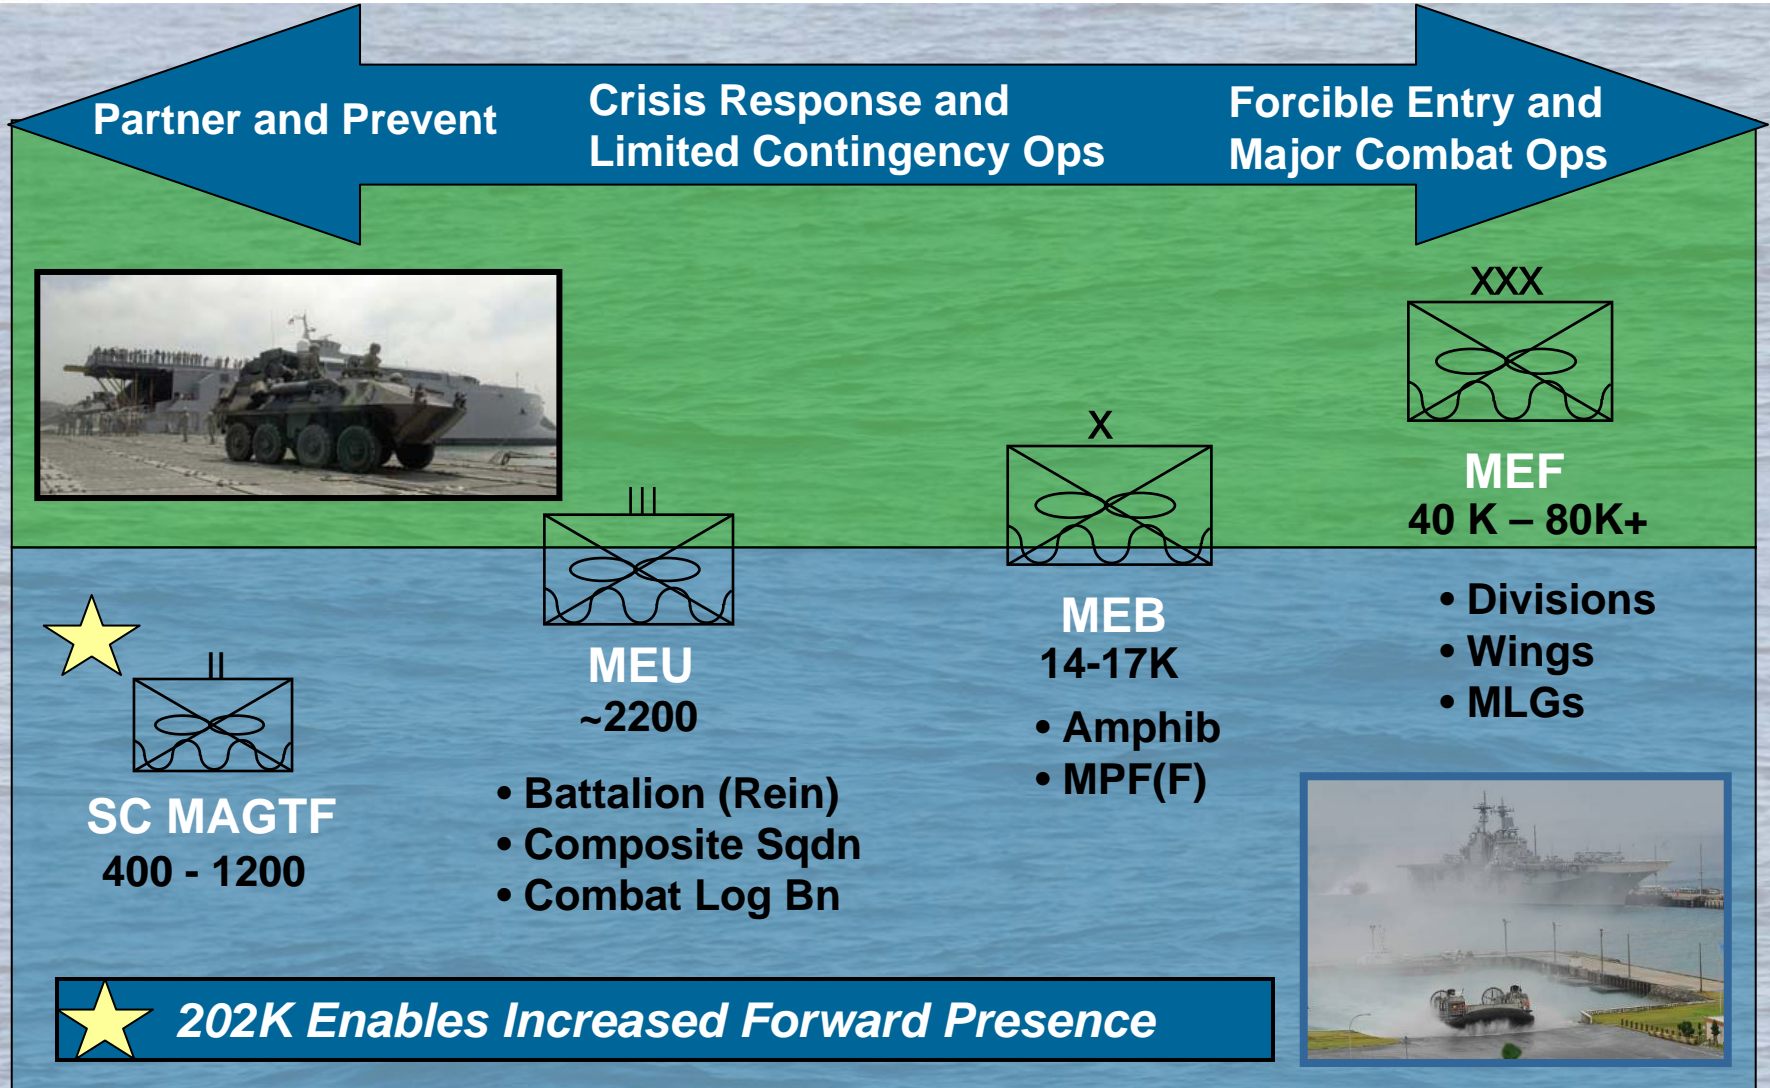 Partner and Prevent
Crisis Response and
Limited Contingency Ops
Forcible Entry and
Major Combat Ops
XXX
MEF
40 K – 80K+
• Divisions
• Wings
• MLGs
X
MEB
14-17K
• Amphib
• MPF(F)
III
MEU
~2200
• Battalion (Rein)
• Composite Sqdn
• Combat Log Bn
II
SC MAGTF
400 - 1200
202K Enables Increased Forward Presence